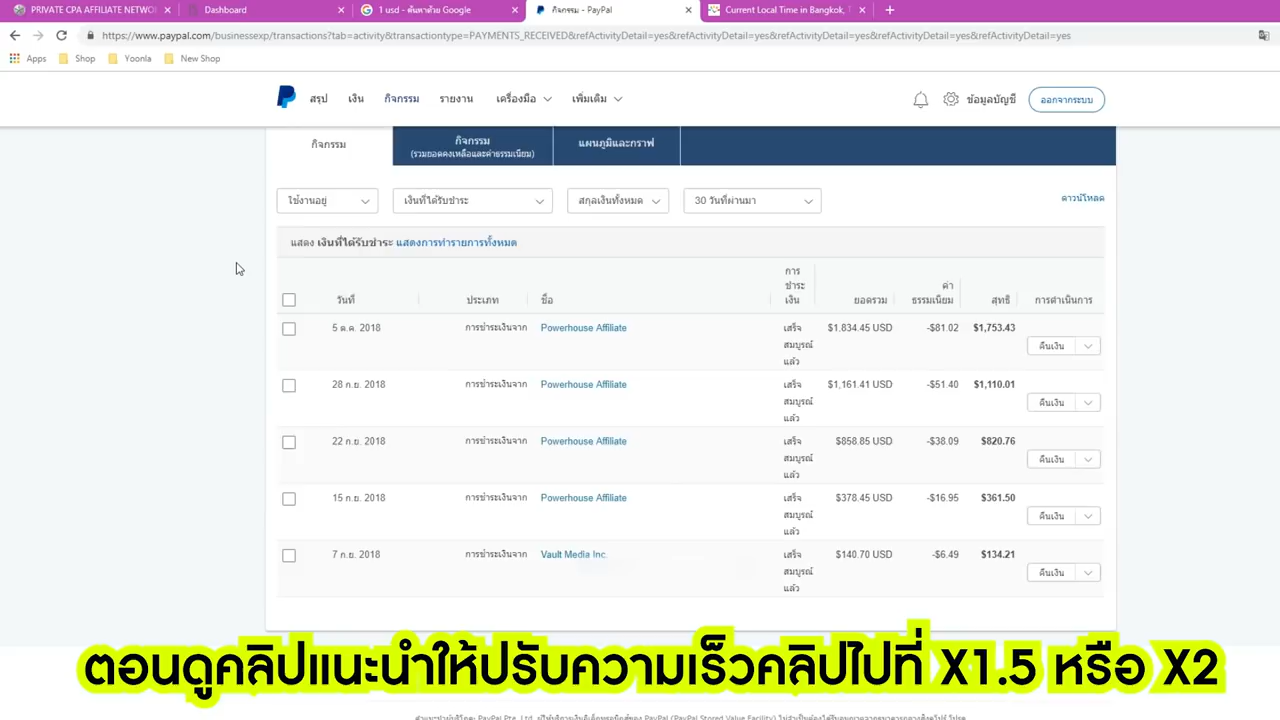 PRIVATE CPA AFFILIATE NETWOR
Dashboard
1 usd - ค้นหาด้วย Google
กิจกรรม - PayPal
Current Local Time in Bangkok,
https://www.paypal.com/businessexp/transactions?tab=activity&transactiontype=PAYMENTS_RECEIVED&refActivityDetail=yes&refActivityDetail=yes&refActivityDetail=yes&refActivityDetail=yes
Apps Shop Yoonla New Shop
สรุป เงิน กิจกรรม รายงาน เครื่องมือ เพิ่มเติม ข้อมูลบัญชี ออกจากระบบ
กิจกรรม
กิจกรรม
(รวมยอดคงเหลือและค่าธรรมเนียม)
แผนภูมิและกราฟ
ใช้งานอยู่ เงินที่ได้รับชำระ สกุลเงินทั้งหมด 30 วันที่ผ่านมา ดาวน์โหลด
แสดง เงินที่ได้รับชำระ แสดงการทำรายการทั้งหมด
วันที่ ประเภท ชื่อ
การ
ชำระ
เงิน
ยอดรวม
ค่า
ธรรมเนียม
สุทธิ การดำเนินการ
5 ต.ค. 2018 การชำระเงินจาก Powerhouse Affiliate
เสร็จ
สมบูรณ์
แล้ว
$1,834.45 USD -$81.02 $1,753.43
คืนเงิน
28 ก.ย. 2018 การชำระเงินจาก Powerhouse Affiliate
เสร็จ
สมบูรณ์
แล้ว
$1,161.41 USD -$51.40 $1,110.01
คืนเงิน
22 ก.ย. 2018 การชำระเงินจาก Powerhouse Affiliate
เสร็จ
สมบูรณ์
แล้ว
$858.85 USD -$38.09 $820.76
คืนเงิน
15 ก.ย. 2018 การชำระเงินจาก Powerhouse Affiliate
เสร็จ
สมบูรณ์
แล้ว
$378.45 USD -$16.95 $361.50
คืนเงิน
7 ก.ย. 2018 การชำระเงินจาก Vault Media Inc.
เสร็จ
สมบูรณ์
แล้ว
$140.70 USD -$6.49 $134.21
คืนเงิน
ตอนดูคลิปแนะนำให้ปรับความเร็วคลิปไปที่ X1.5 หรือ X2